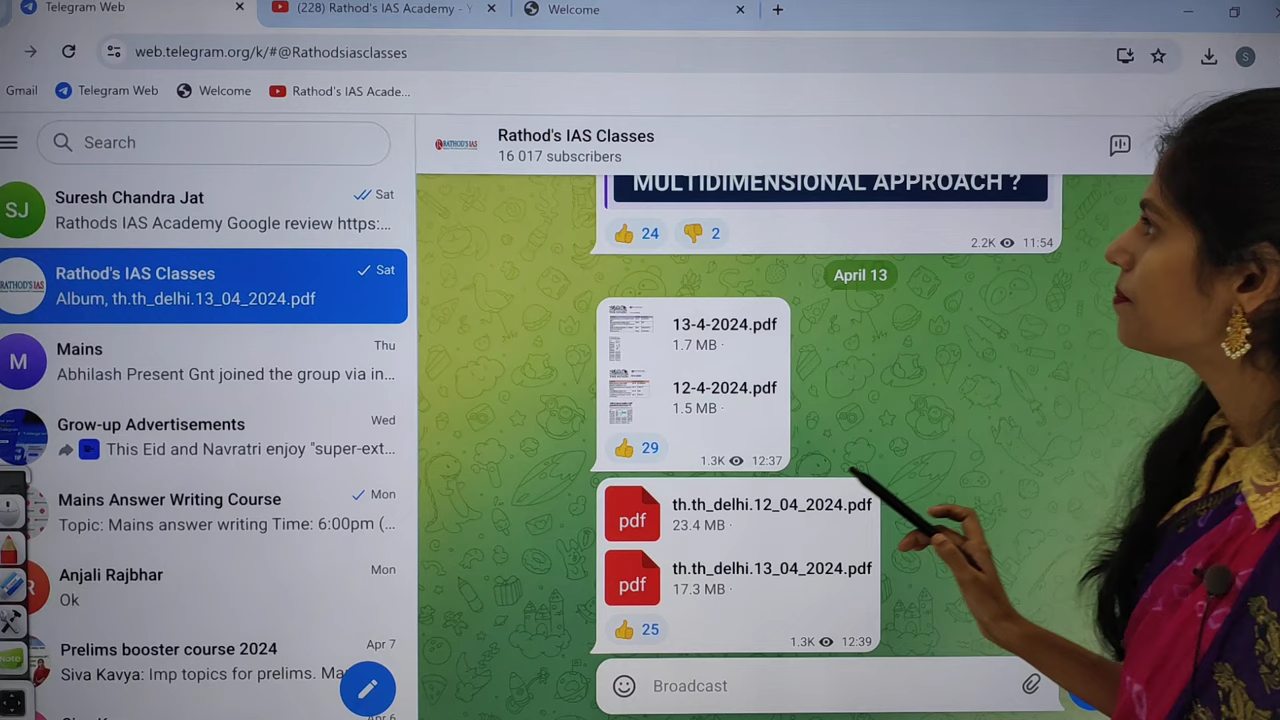 Telegram Web
(228) Rathod's IAS Academy - Y
Welcome
web.telegram.org/k/#@Rathodsiasclasses
S
Gmail
Telegram Web
Welcome
Rathod's IAS Acade...
Search
Rathod's IAS Classes
16 017 subscribers
RATHOD'S IAS
SJ
Suresh Chandra Jat
Sat
Rathods IAS Academy Google review https:...
RATHOD'S IAS
Rathod's IAS Classes
Sat
Album, th.th_delhi.13_04_2024.pdf
M
Mains
Thu
Abhilash Present Gnt joined the group via in...
Grow-up Advertisements
Wed
This Eid and Navratri enjoy "super-ext...
Mains Answer Writing Course
Mon
Topic: Mains answer writing Time: 6:00pm (...
R
Anjali Rajbhar
Mon
Ok
Prelims booster course 2024
Apr 7
Siva Kavya: Imp topics for prelims. Ma
note
Apr 6
MULTIDIMENSIONAL APPROACH ?
24
2
2.2K
11:54
April 13
13-4-2024.pdf
1.7 MB ·
12-4-2024.pdf
1.5 MB ·
29
1.3K
12:37
pdf
th.th_delhi.12_04_2024.pdf
23.4 MB ·
pdf
th.th_delhi.13_04_2024.pdf
17.3 MB ·
25
1.3K
12:39
Broadcast